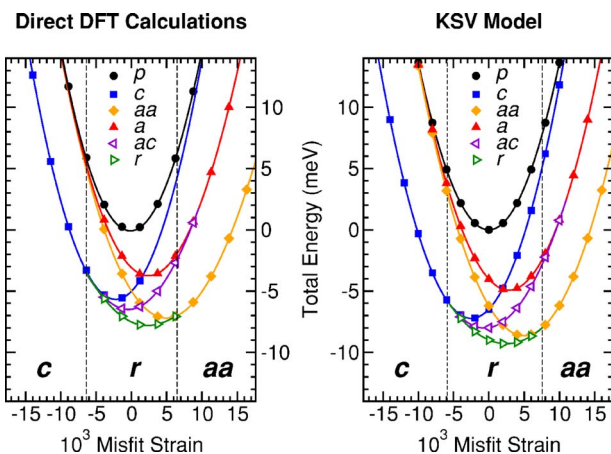 Direct DFT Calculations
KSV Model
p
c
aa
a
ac
r
10
5
0
-5
-10
Total Energy (meV)
p
c
aa
a
ac
r
10
5
0
-5
-10
c r aa
c r aa
-15 -10 -5 0 5 10 15
-15 -10 -5 0 5 10 15
10³ Misfit Strain
10³ Misfit Strain